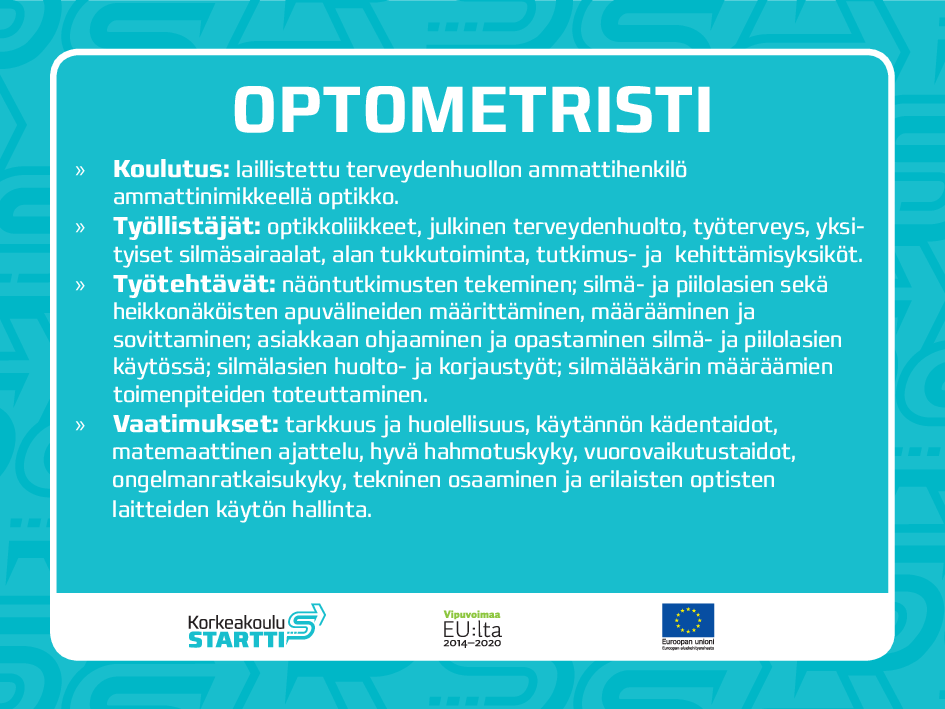 OPTOMETRISTI
» Koulutus: laillistettu terveydenhuollon ammattihenkilö
ammattinimikkeellä optikko.
» Työllistäjät: optikkoliikkeet, julkinen terveydenhuolto, työterveys, yksi-
tyiset silmäsairaalat, alan tukkutoiminta, tutkimus- ja kehittämisyksiköt.
» Työtehtävät: näöntutkimusten tekeminen; silmä- ja piilolasien sekä
heikkonäköisten apuvälineiden määrittäminen, määrääminen ja
sovittaminen; asiakkaan ohjaaminen ja opastaminen silmä- ja piilolasien
käytössä; silmälasien huolto- ja korjaustyöt; silmälääkärin määräämien
toimenpiteiden toteuttaminen.
» Vaatimukset: tarkkuus ja huolellisuus, käytännön kädentaidot,
matemaattinen ajattelu, hyvä hahmotuskyky, vuorovaikutustaidot,
ongelmanratkaisukyky, tekninen osaaminen ja erilaisten optisten
laitteiden käytön hallinta.
Korkeakoulu
STARTTI
Vipuvoimaa
EU:lta
2014–2020
Euroopan unioni
Euroopan aluekehitysrahasto